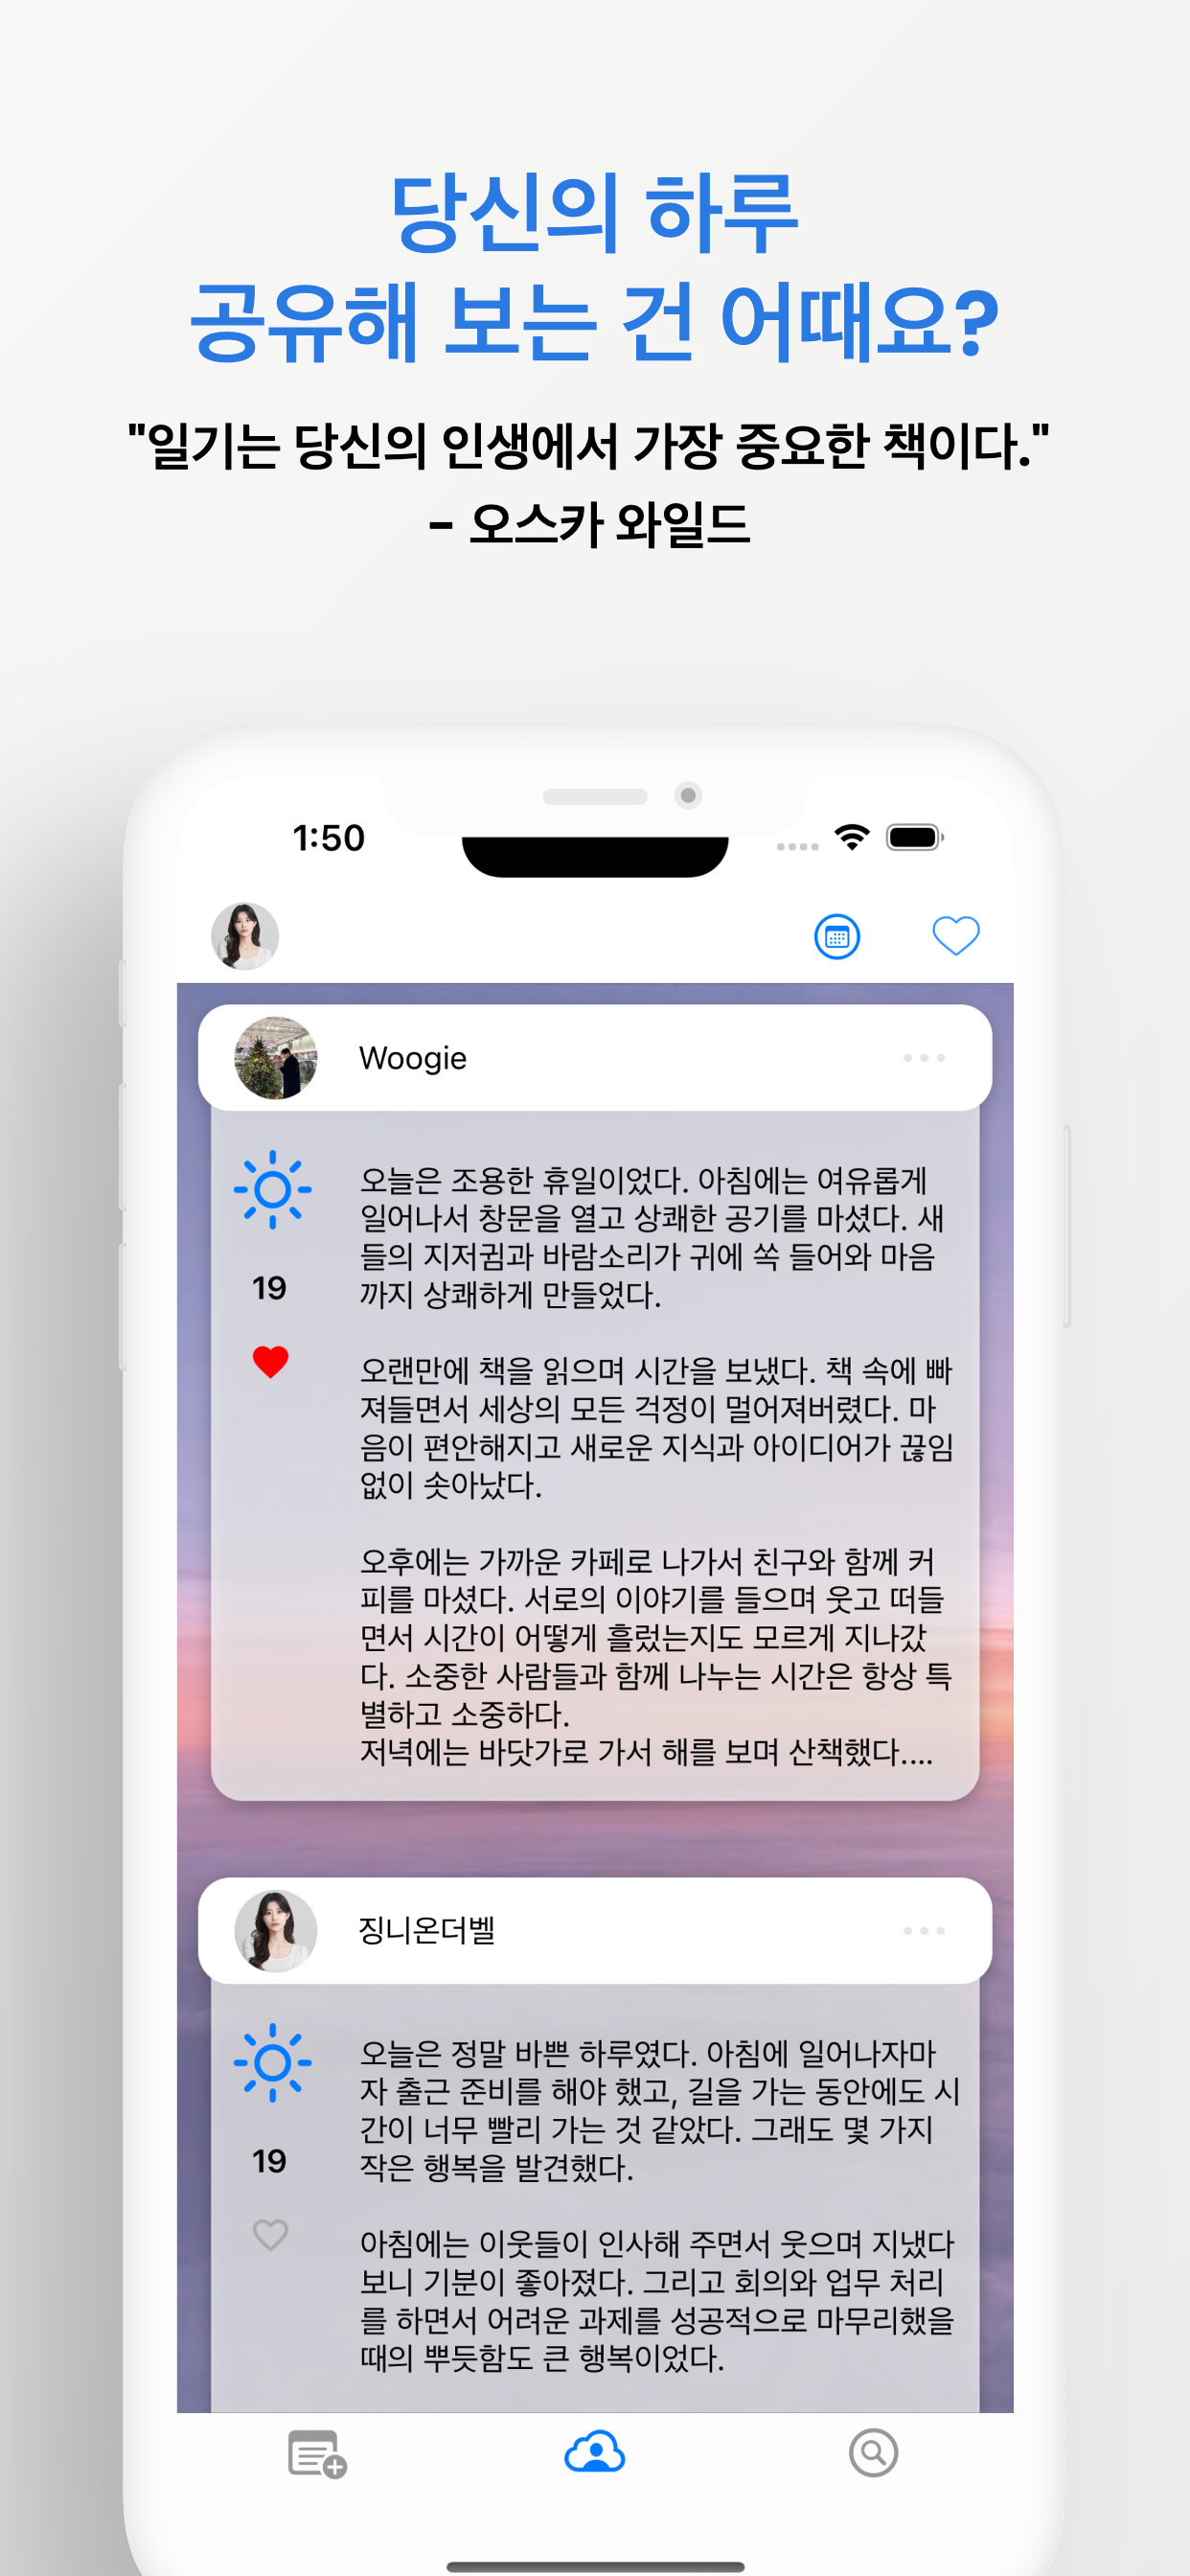 당신의 하루
공유해 보는 건 어때요?
"일기는 당신의 인생에서 가장 중요한 책이다."
- 오스카 와일드
1:50
Woogie
오늘은 조용한 휴일이었다. 아침에는 여유롭게
일어나서 창문을 열고 상쾌한 공기를 마셨다. 새
들의 지저귐과 바람소리가 귀에 쏙 들어와 마음
까지 상쾌하게 만들었다.
19
오랜만에 책을 읽으며 시간을 보냈다. 책 속에 빠
져들면서 세상의 모든 걱정이 멀어져버렸다. 마
음이 편안해지고 새로운 지식과 아이디어가 끊임
없이 솟아났다.
오후에는 가까운 카페로 나가서 친구와 함께 커
피를 마셨다. 서로의 이야기를 들으며 웃고 떠들
면서 시간이 어떻게 흘렀는지도 모르게 지나갔
다. 소중한 사람들과 함께 나누는 시간은 항상 특
별하고 소중하다.
저녁에는 바닷가로 가서 해를 보며 산책했다....
징니온더벨
오늘은 정말 바쁜 하루였다. 아침에 일어나자마
자 출근 준비를 해야 했고, 길을 가는 동안에도 시
간이 너무 빨리 가는 것 같았다. 그래도 몇 가지
작은 행복을 발견했다.
19
아침에는 이웃들이 인사해 주면서 웃으며 지냈다
보니 기분이 좋아졌다. 그리고 회의와 업무 처리
를 하면서 어려운 과제를 성공적으로 마무리했을
때의 뿌듯함도 큰 행복이었다.